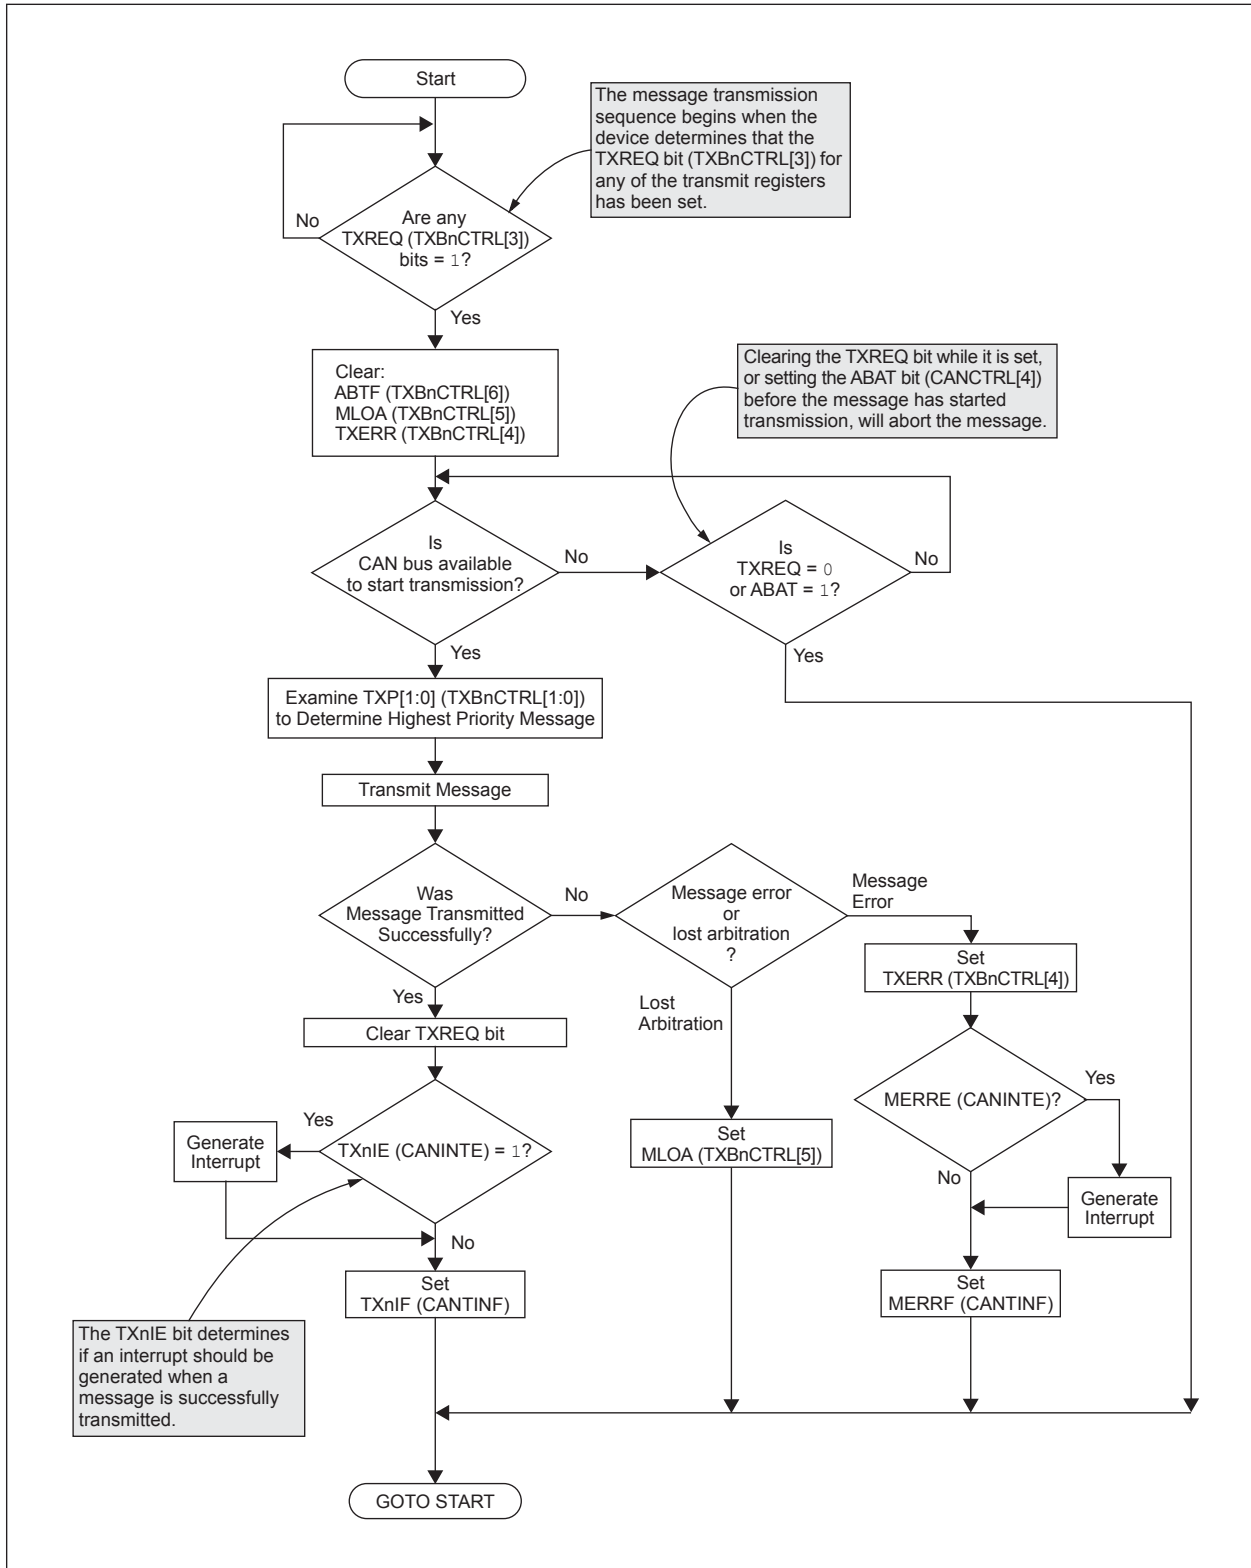 Start
The message transmission
sequence begins when the
device determines that the
TXREQ bit (TXBnCTRL[3]) for
any of the transmit registers
has been set.
No
Are any
TXREQ (TXBnCTRL[3])
bits = 1?
Yes
Clear:
ABTF (TXBnCTRL[6])
MLOA (TXBnCTRL[5])
TXERR (TXBnCTRL[4])
Clearing the TXREQ bit while it is set,
or setting the ABAT bit (CANCTRL[4])
before the message has started
transmission, will abort the message.
Is
CAN bus available
to start transmission?
No
Is
TXREQ = 0
or ABAT = 1?
No
Yes
Yes
Examine TXP[1:0] (TXBnCTRL[1:0])
to Determine Highest Priority Message
Transmit Message
Was
Message Transmitted
Successfully?
No
Message error
or
lost arbitration
?
Message
Error
Set
TXERR (TXBnCTRL[4])
Yes
Lost
Arbitration
Clear TXREQ bit
MERRE (CANINTE)?
Yes
Yes
TXnIE (CANINTE) = 1?
Generate
Interrupt
Set
MLOA (TXBnCTRL[5])
No
Generate
Interrupt
No
Set
TXnIF (CANTINF)
Set
MERRF (CANTINF)
The TXnIE bit determines
if an interrupt should be
generated when a
message is successfully
transmitted.
GOTO START